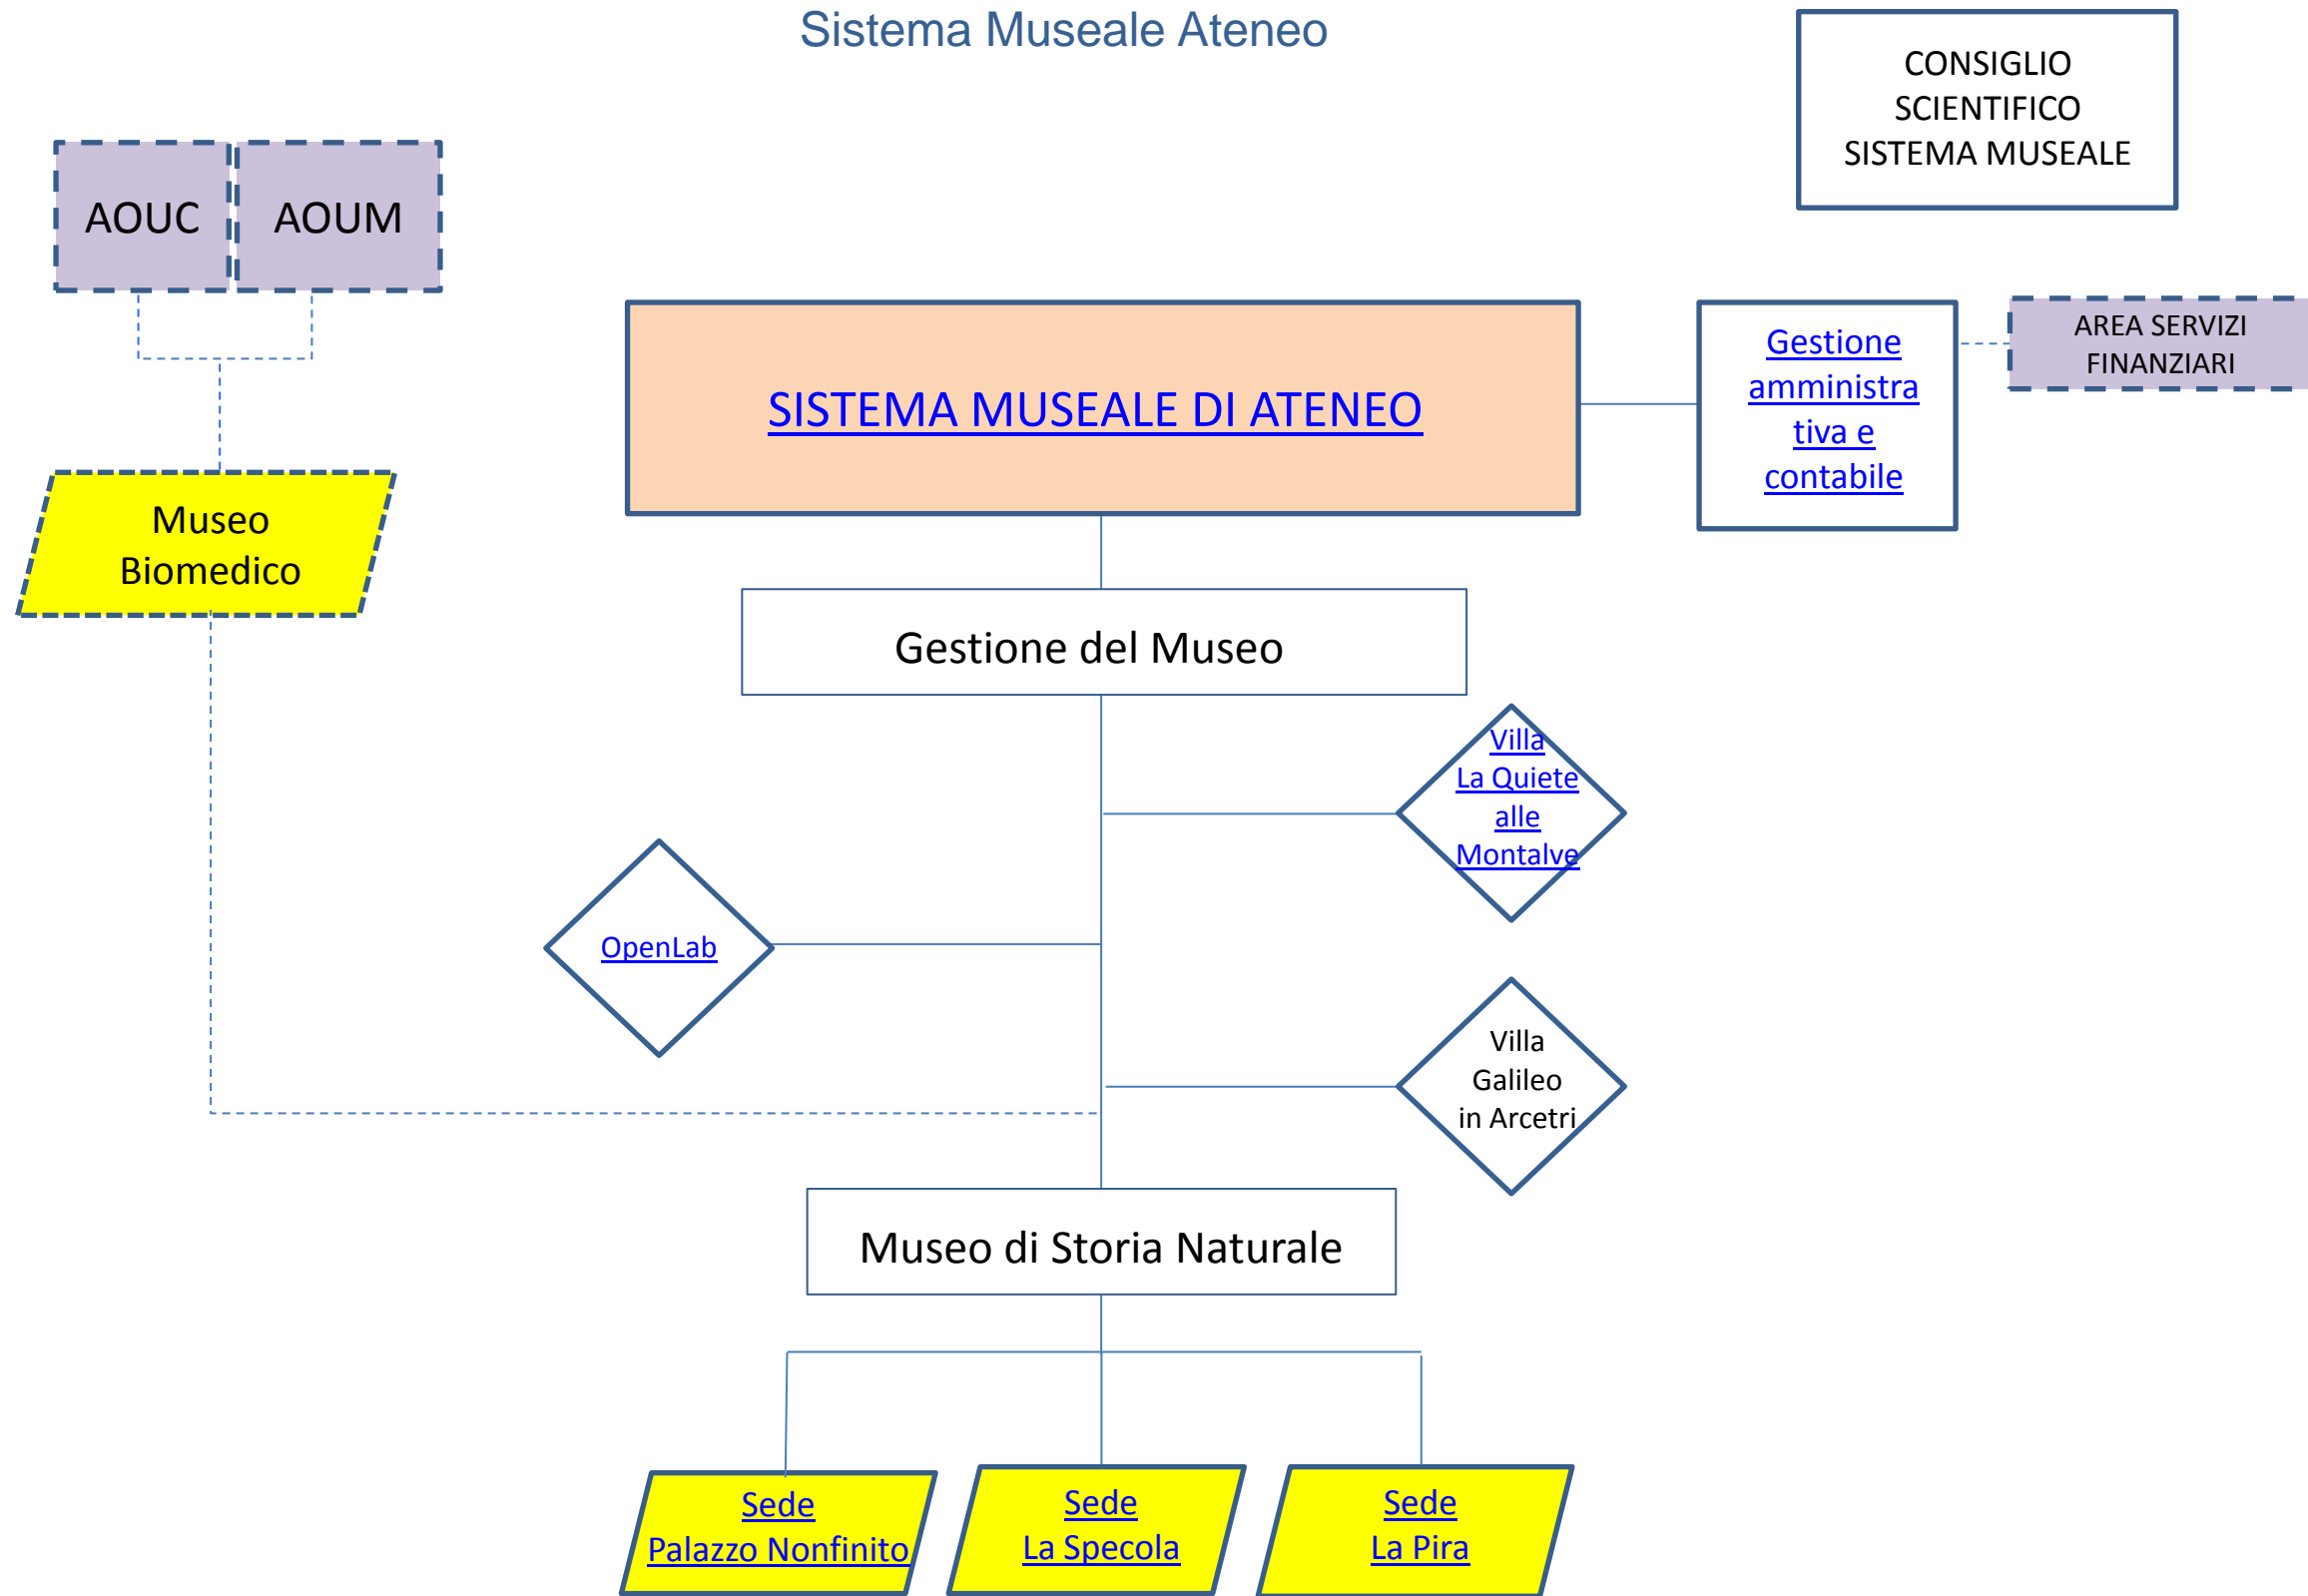 Sistema Museale Ateneo
CONSIGLIO
SCIENTIFICO
SISTEMA MUSEALE
AOUC
AOUM
SISTEMA MUSEALE DI ATENEO
Gestione
amministra
tiva e
contabile
AREA SERVIZI
FINANZIARI
Museo
Biomedico
Gestione del Museo
Villa
La Quiete
alle
Montalve
OpenLab
Villa
Galileo
in Arcetri
Museo di Storia Naturale
Sede
Palazzo Nonfinito
Sede
La Specola
Sede
La Pira